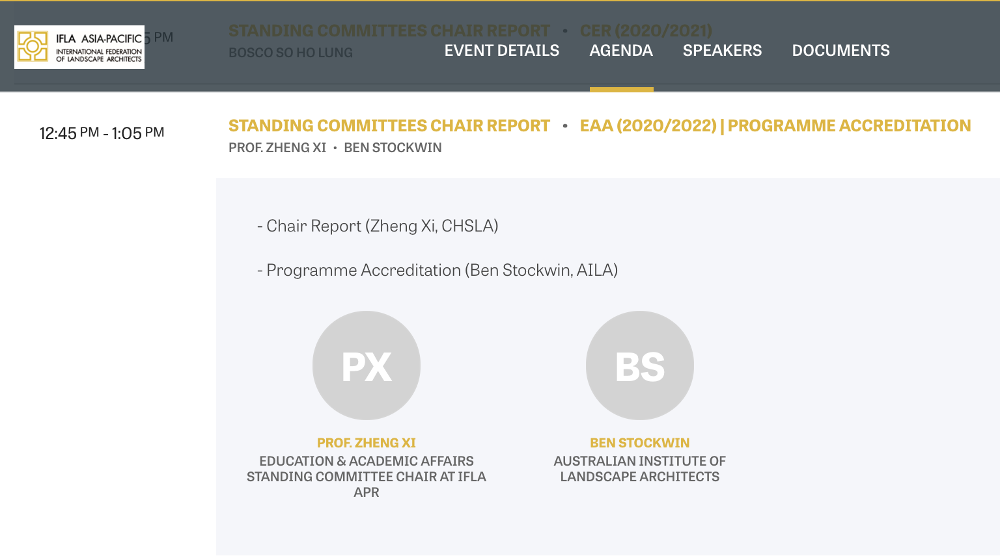 IFLA ASIA-PACIFIC
INTERNATIONAL FEDERATION
OF LANDSCAPE ARCHITECTS
5 PM
STANDING COMMITTEES CHAIR REPORT • CER (2020/2021)
BOSCO SO HO LUNG
EVENT DETAILS AGENDA SPEAKERS DOCUMENTS
12:45 PM - 1:05 PM
STANDING COMMITTEES CHAIR REPORT • EAA (2020/2022) | PROGRAMME ACCREDITATION
PROF. ZHENG XI • BEN STOCKWIN
- Chair Report (Zheng Xi, CHSLA)
- Programme Accreditation (Ben Stockwin, AILA)
PX
PROF. ZHENG XI
EDUCATION & ACADEMIC AFFAIRS
STANDING COMMITTEE CHAIR AT IFLA
APR
BS
BEN STOCKWIN
AUSTRALIAN INSTITUTE OF
LANDSCAPE ARCHITECTS